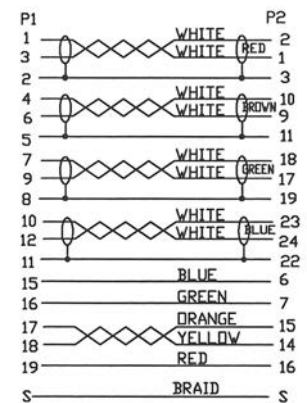 P1 P2
1 WHITE 2
3 WHITE RED 1
2 3
4 WHITE 10
6 WHITE BROWN 9
5 11
7 WHITE 18
9 WHITE GREEN 17
8 19
10 WHITE 23
12 WHITE BLUE 24
11 22
15 BLUE 6
16 GREEN 7
17 ORANGE 15
18 YELLOW 14
19 RED 16
S BRAID S